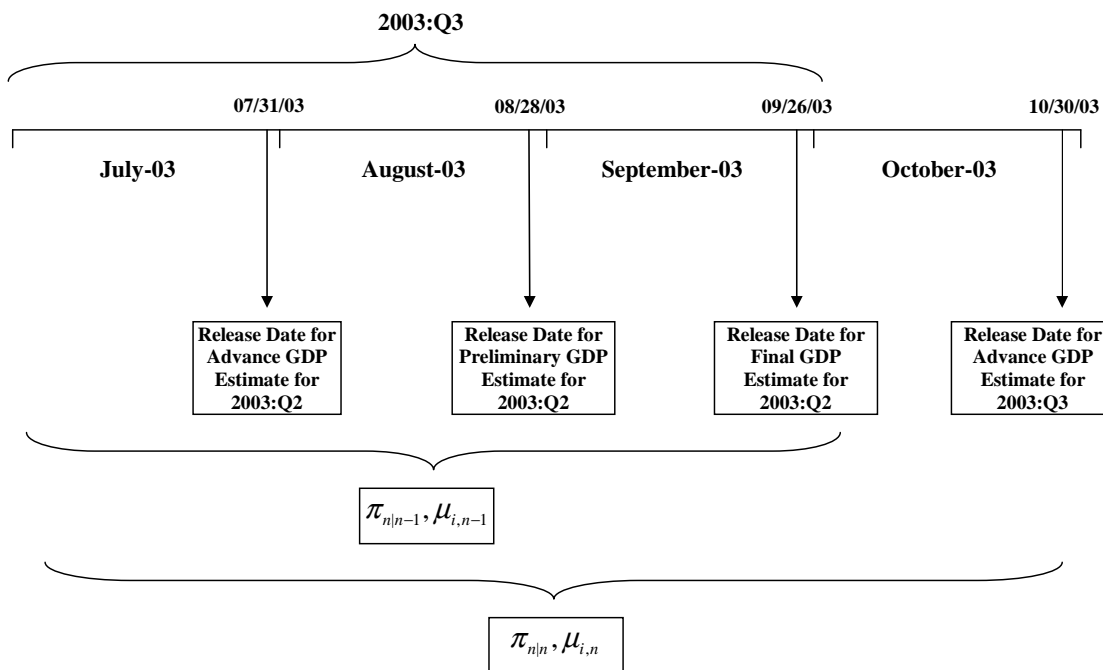 2003:Q3
07/31/03
08/28/03
09/26/03
10/30/03
July-03
August-03
September-03
October-03
Release Date for
Advance GDP
Estimate for
2003:Q2
Release Date for
Preliminary GDP
Estimate for
2003:Q2
Release Date for
Final GDP
Estimate for
2003:Q2
Release Date for
Advance GDP
Estimate for
2003:Q3
π_{n|n−1}, μ_{i,n−1}
π_{n|n}, μ_{i,n}